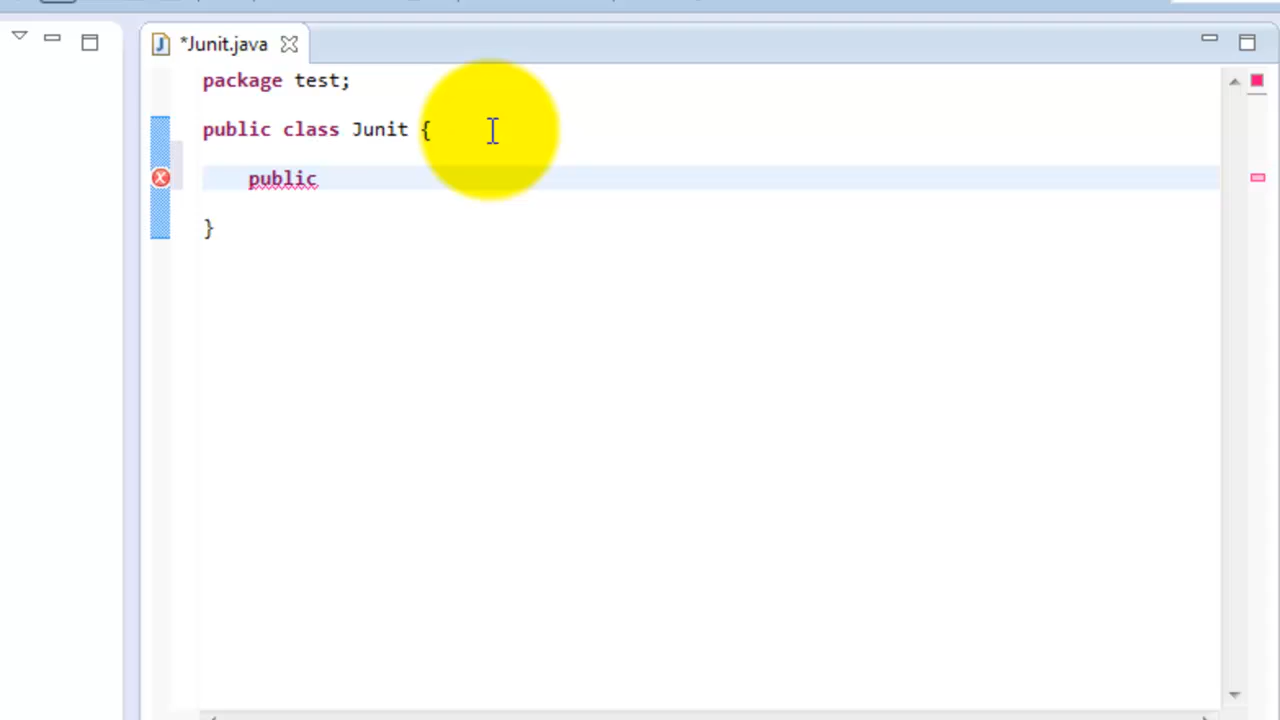 *Junit.java
package test;
public class Junit {
public
}